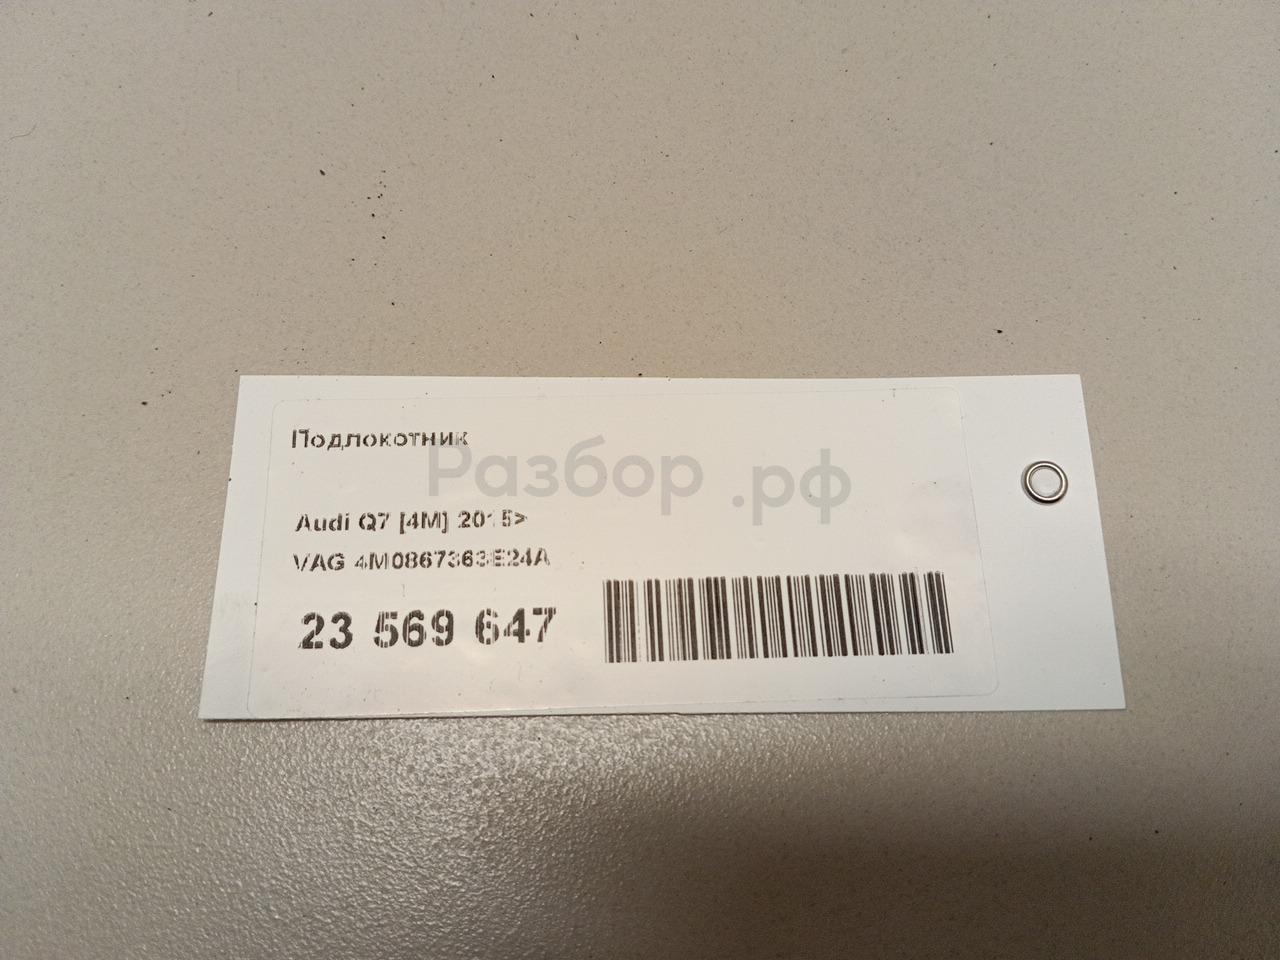 Подлокотник
Разбор.рф
Audi Q7 [4M] 2015>
VAG 4M0867363E24A
23 569 647